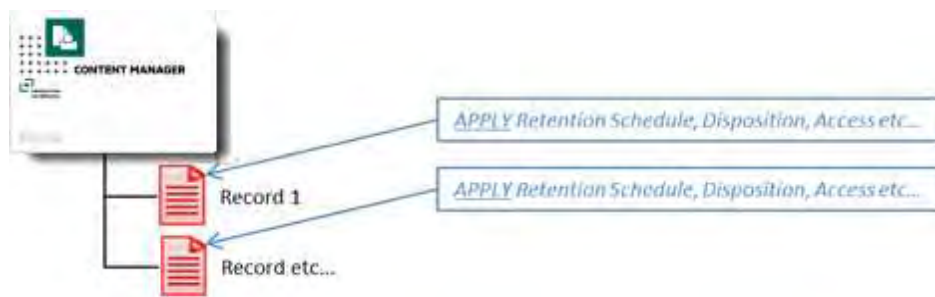 CONTENT MANAGER
APPLY Retention Schedule, Disposition, Access etc...
Record 1
APPLY Retention Schedule, Disposition, Access etc...
Record etc...